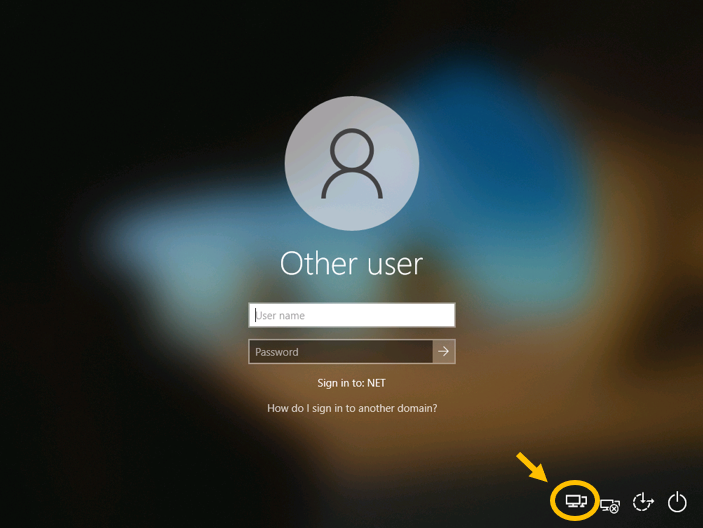 Other user
User name
Password
Sign in to: NET
How do I sign in to another domain?